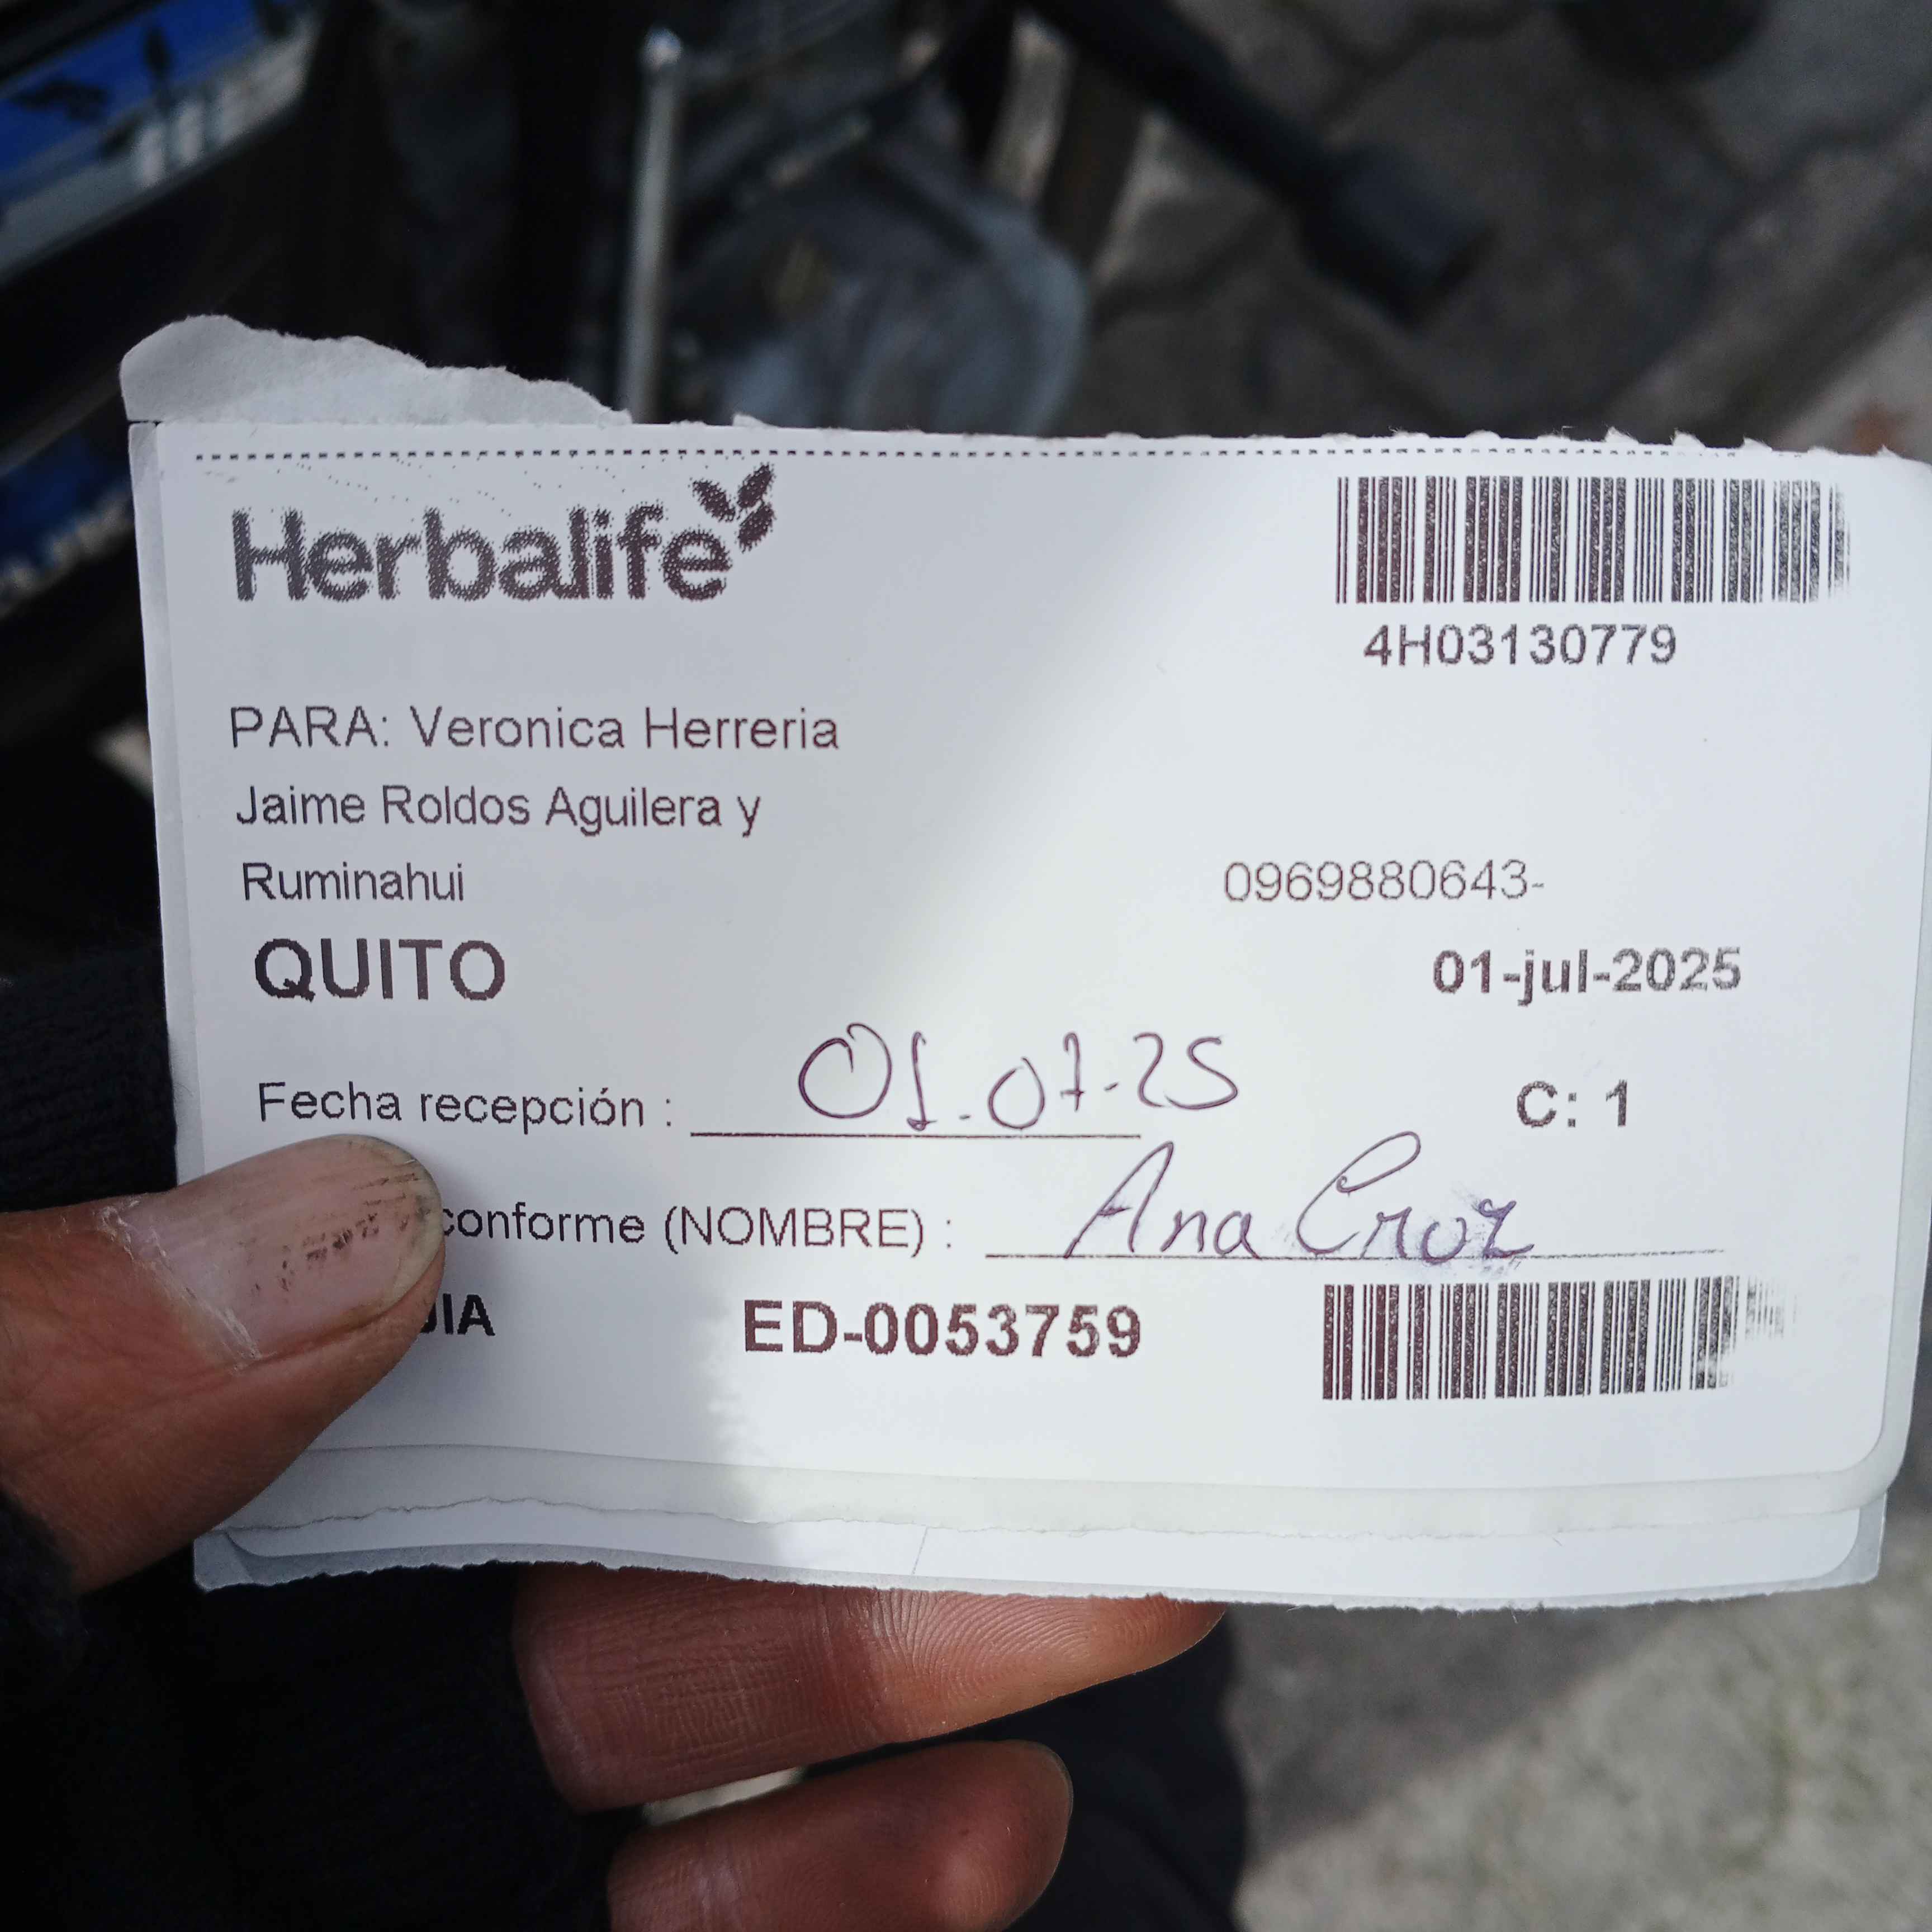 Herbalife
4H03130779
PARA: Veronica Herreria
Jaime Roldos Aguilera y
Ruminahui
0969880643-
QUITO
01-jul-2025
Fecha recepción : 01.07.25
C: 1
conforme (NOMBRE) : Ana Cruz
ED-0053759